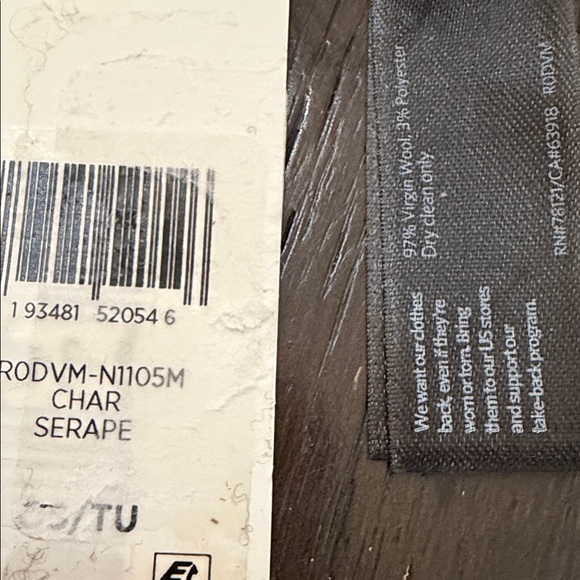 1 93481 52054 6
R0DVM-N1105M
CHAR
SERAPE
/TU
97% Virgin Wool, 3% Polyester
Dry clean only
RN#78121/CA#63918 R0DVM
We want our clothes
back, even if they're
worn or torn. Bring
them to our US stores
and support our
take-back program.